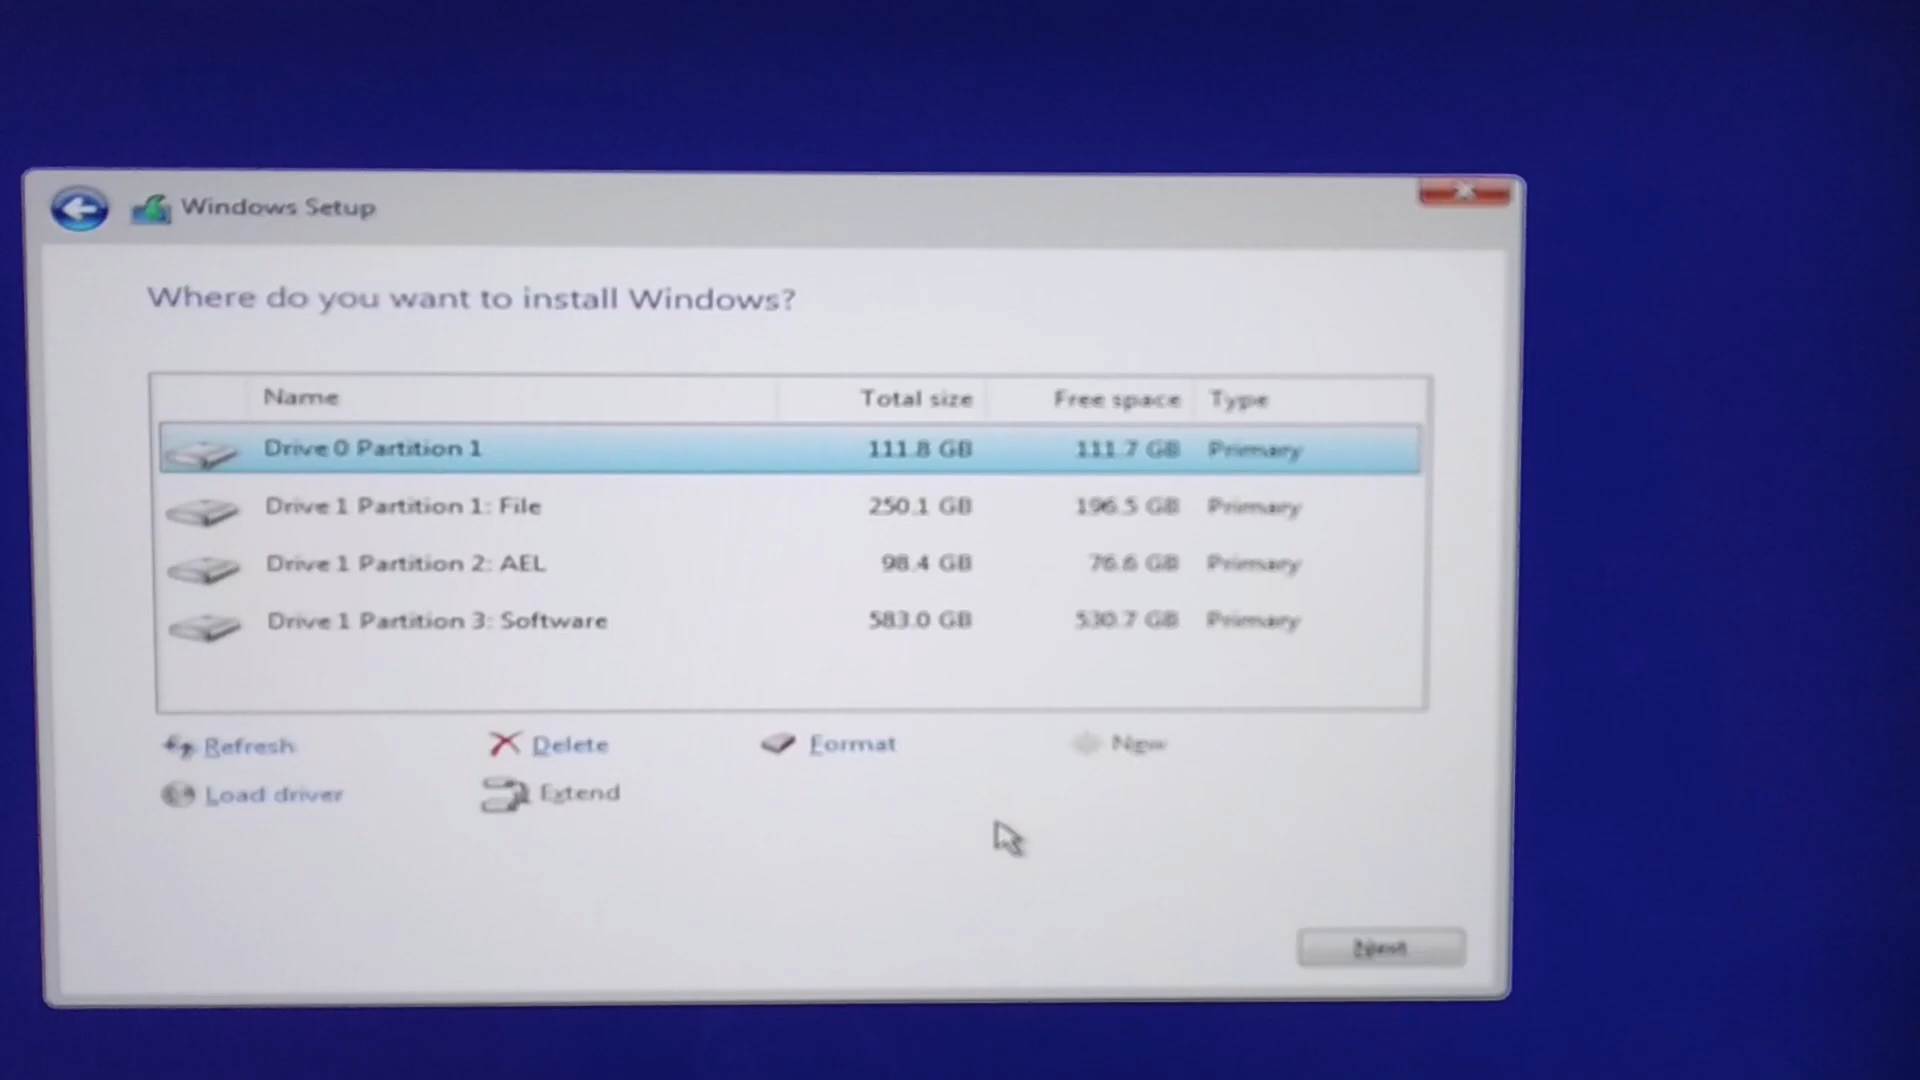 Windows Setup
Where do you want to install Windows?
Name Total size Free space Type
Drive 0 Partition 1 111.8 GB 111.7 GB Primary
Drive 1 Partition 1: File 250.1 GB 196.5 GB Primary
Drive 1 Partition 2: AEL 98.4 GB 76.6 GB Primary
Drive 1 Partition 3: Software 583.0 GB 530.7 GB Primary
Refresh Delete Format New
Load driver Extend
Next